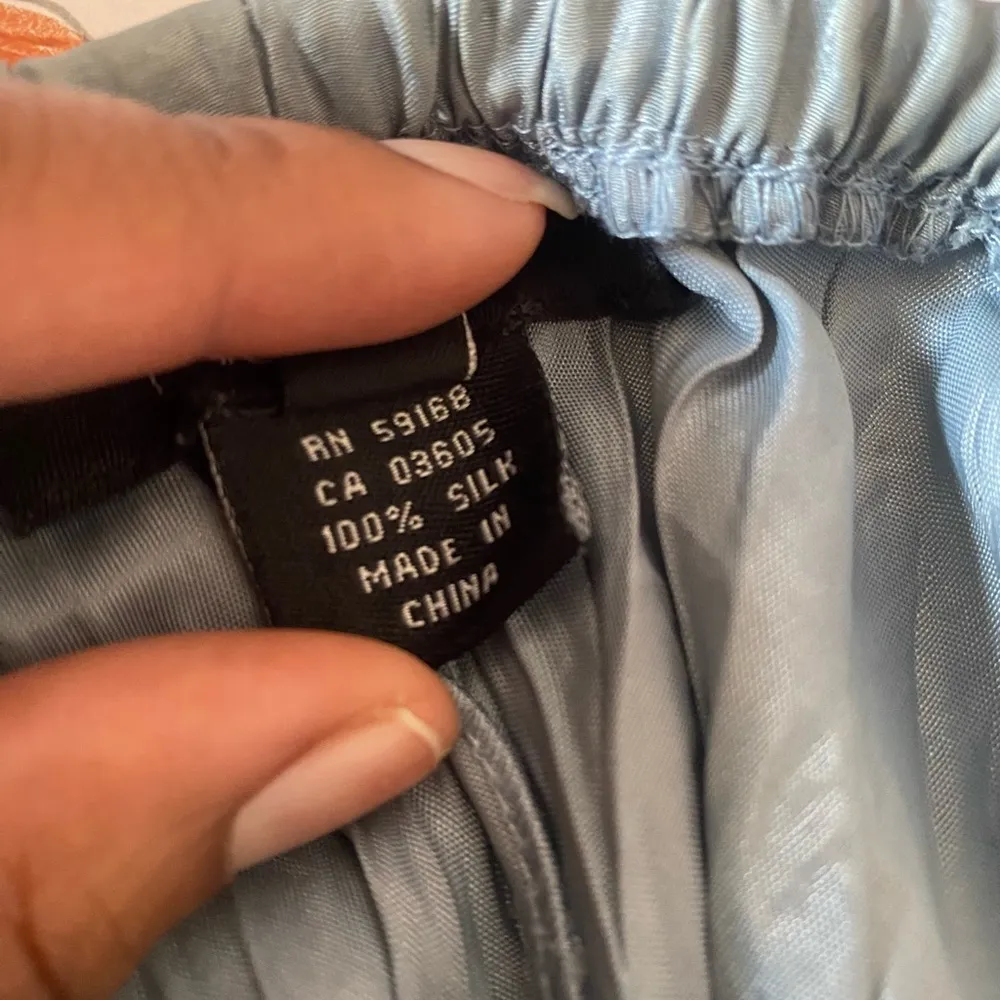 RN 59168
CA 03605
100% SILK
MADE IN
CHINA